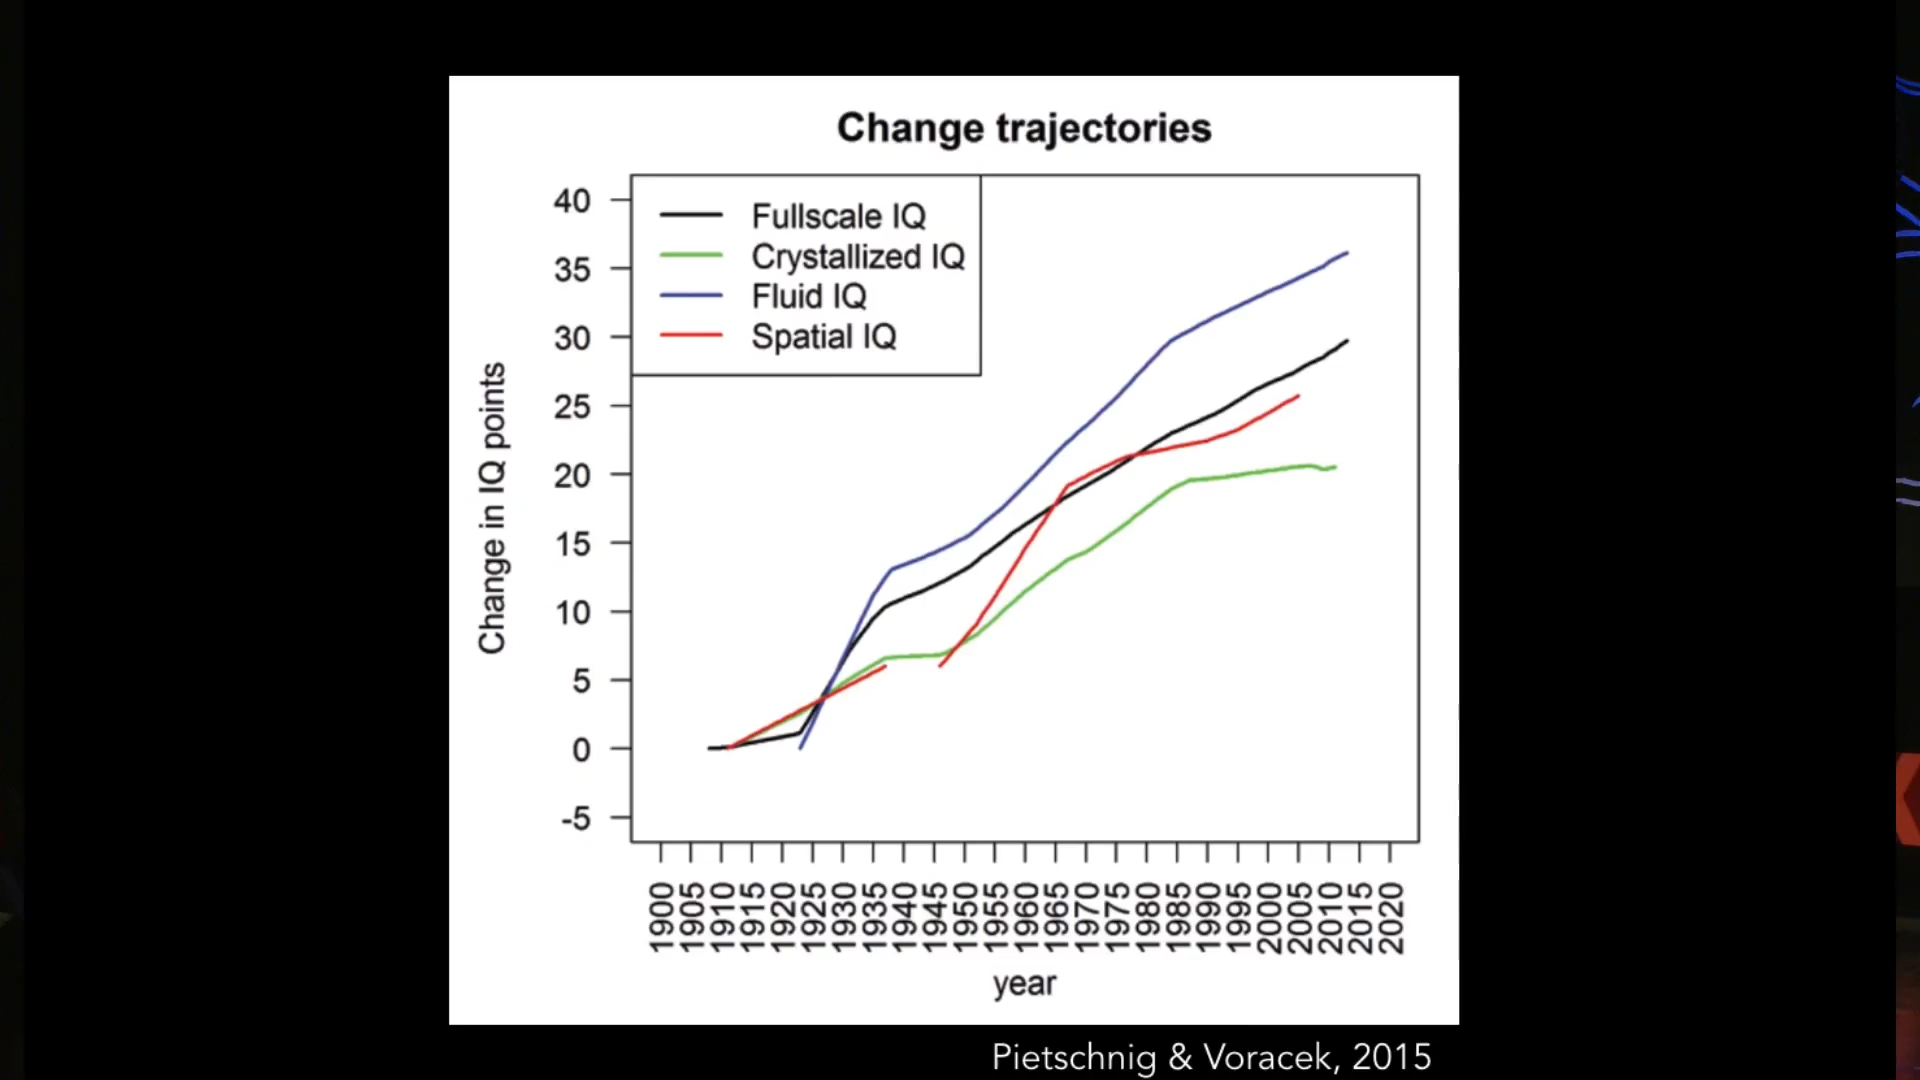 Change trajectories
40
35
30
25
20
15
10
5
0
-5
Fullscale IQ
Crystallized IQ
Fluid IQ
Spatial IQ
Change in IQ points
1900 1905 1910 1915 1920 1925 1930 1935 1940 1945 1950 1955 1960 1965 1970 1975 1980 1985 1990 1995 2000 2005 2010 2015 2020
year
Pietschnig & Voracek, 2015